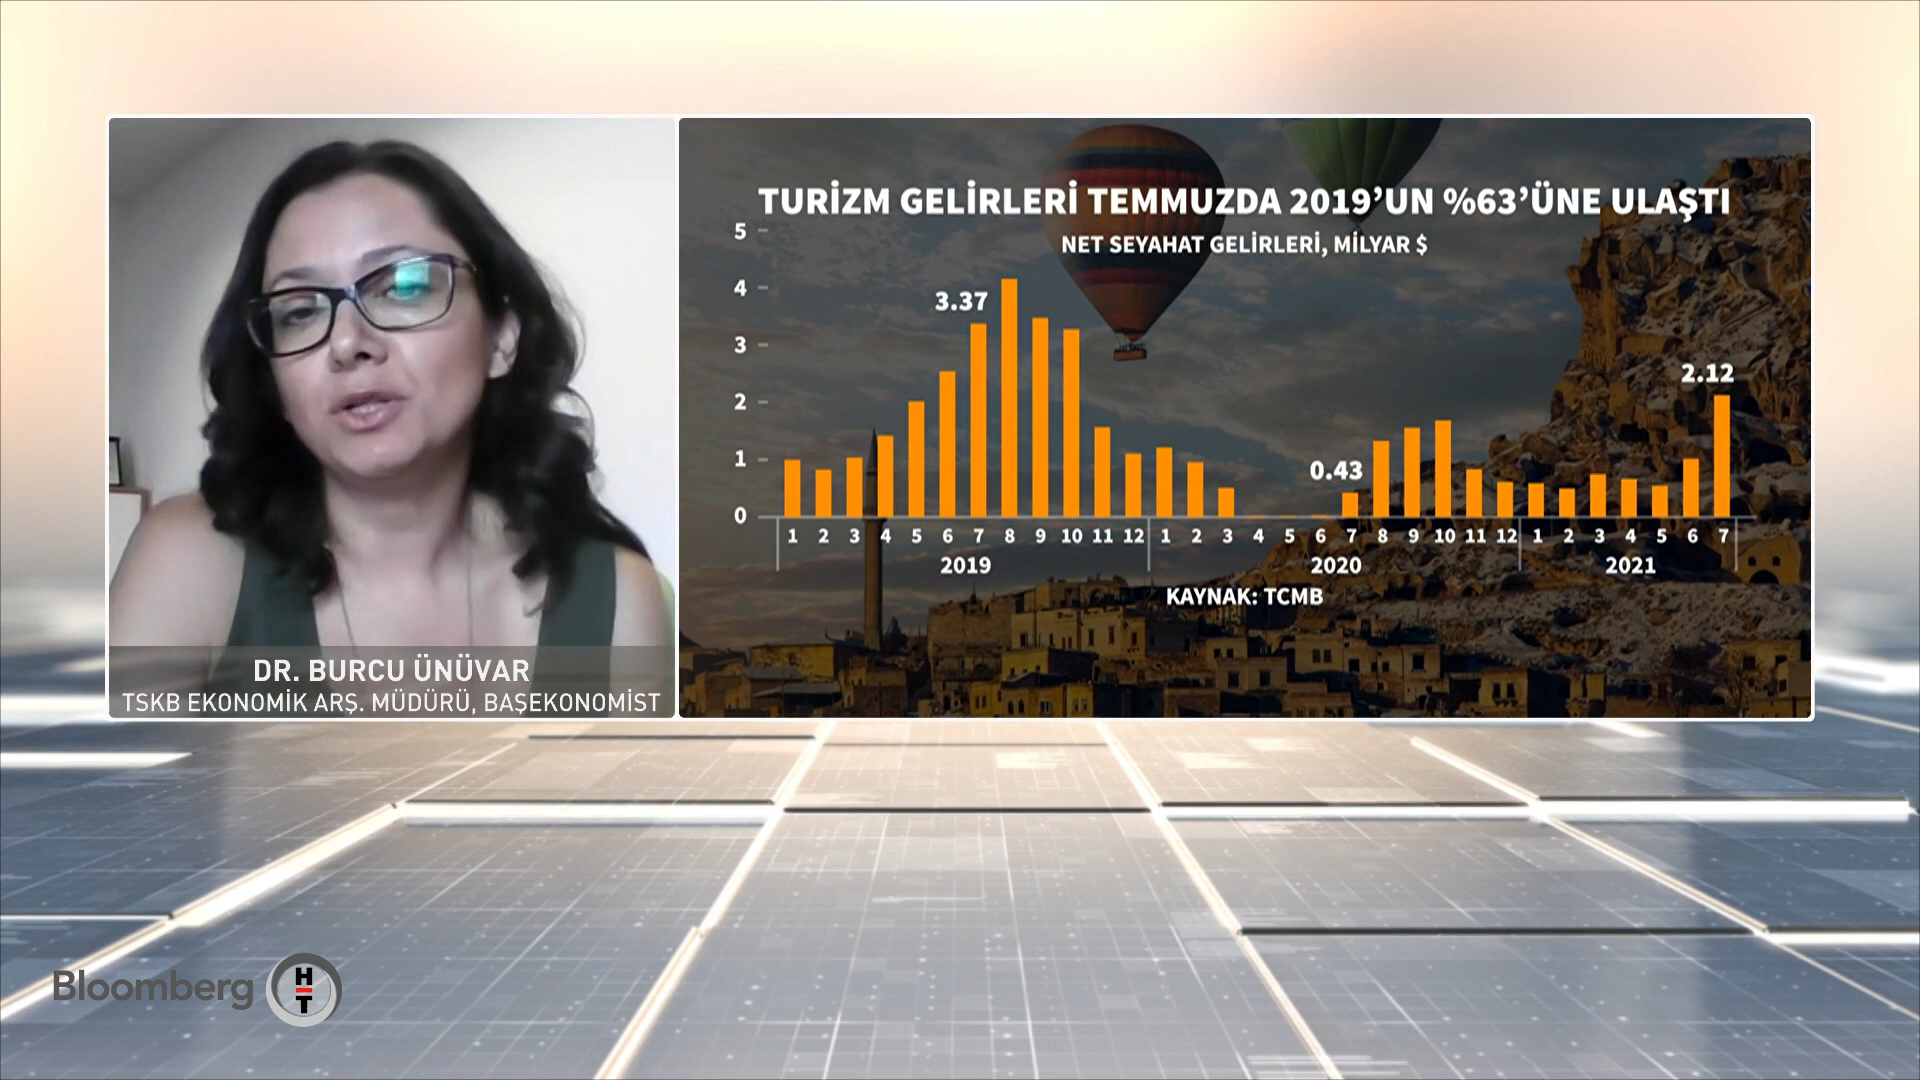 TURİZM GELİRLERİ TEMMUZDA 2019’UN %63’ÜNE ULAŞTI
NET SEYAHAT GELİRLERİ, MİLYAR $
5
4
3
2
1
0
3.37
0.43
2.12
1 2 3 4 5 6 7 8 9 10 11 12 1 2 3 4 5 6 7 8 9 10 11 12 1 2 3 4 5 6 7
2019 2020 2021
KAYNAK: TCMB
DR. BURCU ÜNÜVAR
TSKB EKONOMİK ARŞ. MÜDÜRÜ, BAŞEKONOMİST
Bloomberg HT